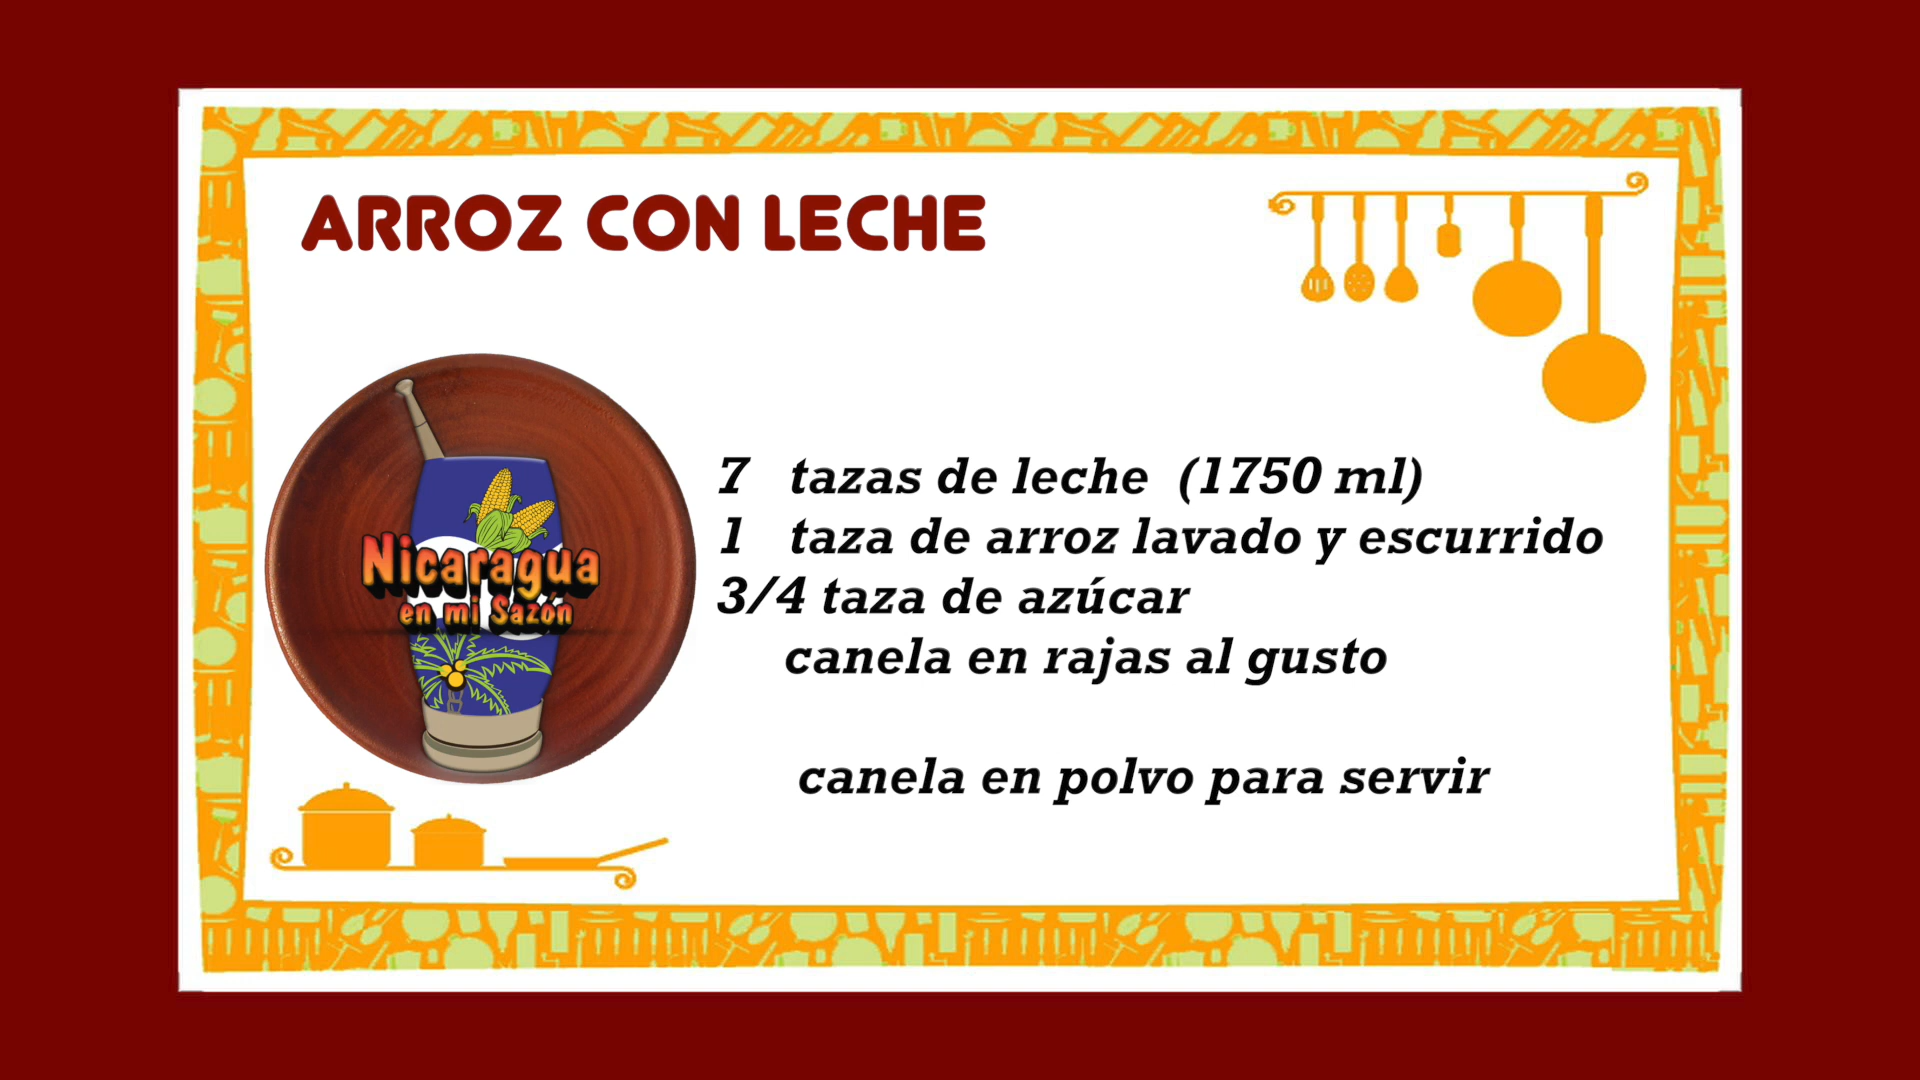 ARROZ CON LECHE
Nicaragua
en mi Sazón
7 tazas de leche (1750 ml)
1 taza de arroz lavado y escurrido
3/4 taza de azúcar
canela en rajas al gusto
canela en polvo para servir